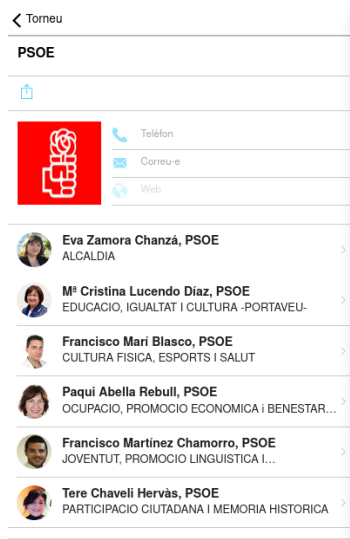 Torneu
PSOE
Telèfon
Correu-e
Web
Eva Zamora Chanzá, PSOE
ALCALDIA
Mª Cristina Lucendo Díaz, PSOE
EDUCACIO, IGUALTAT I CULTURA -PORTAVEU-
Francisco Marí Blasco, PSOE
CULTURA FISICA, ESPORTS I SALUT
Paqui Abella Rebull, PSOE
OCUPACIO, PROMOCIO ECONOMICA i BENESTAR...
Francisco Martínez Chamorro, PSOE
JOVENTUT, PROMOCIO LINGUISTICA I...
Tere Chaveli Hervàs, PSOE
PARTICIPACIO CIUTADANA I MEMORIA HISTORICA